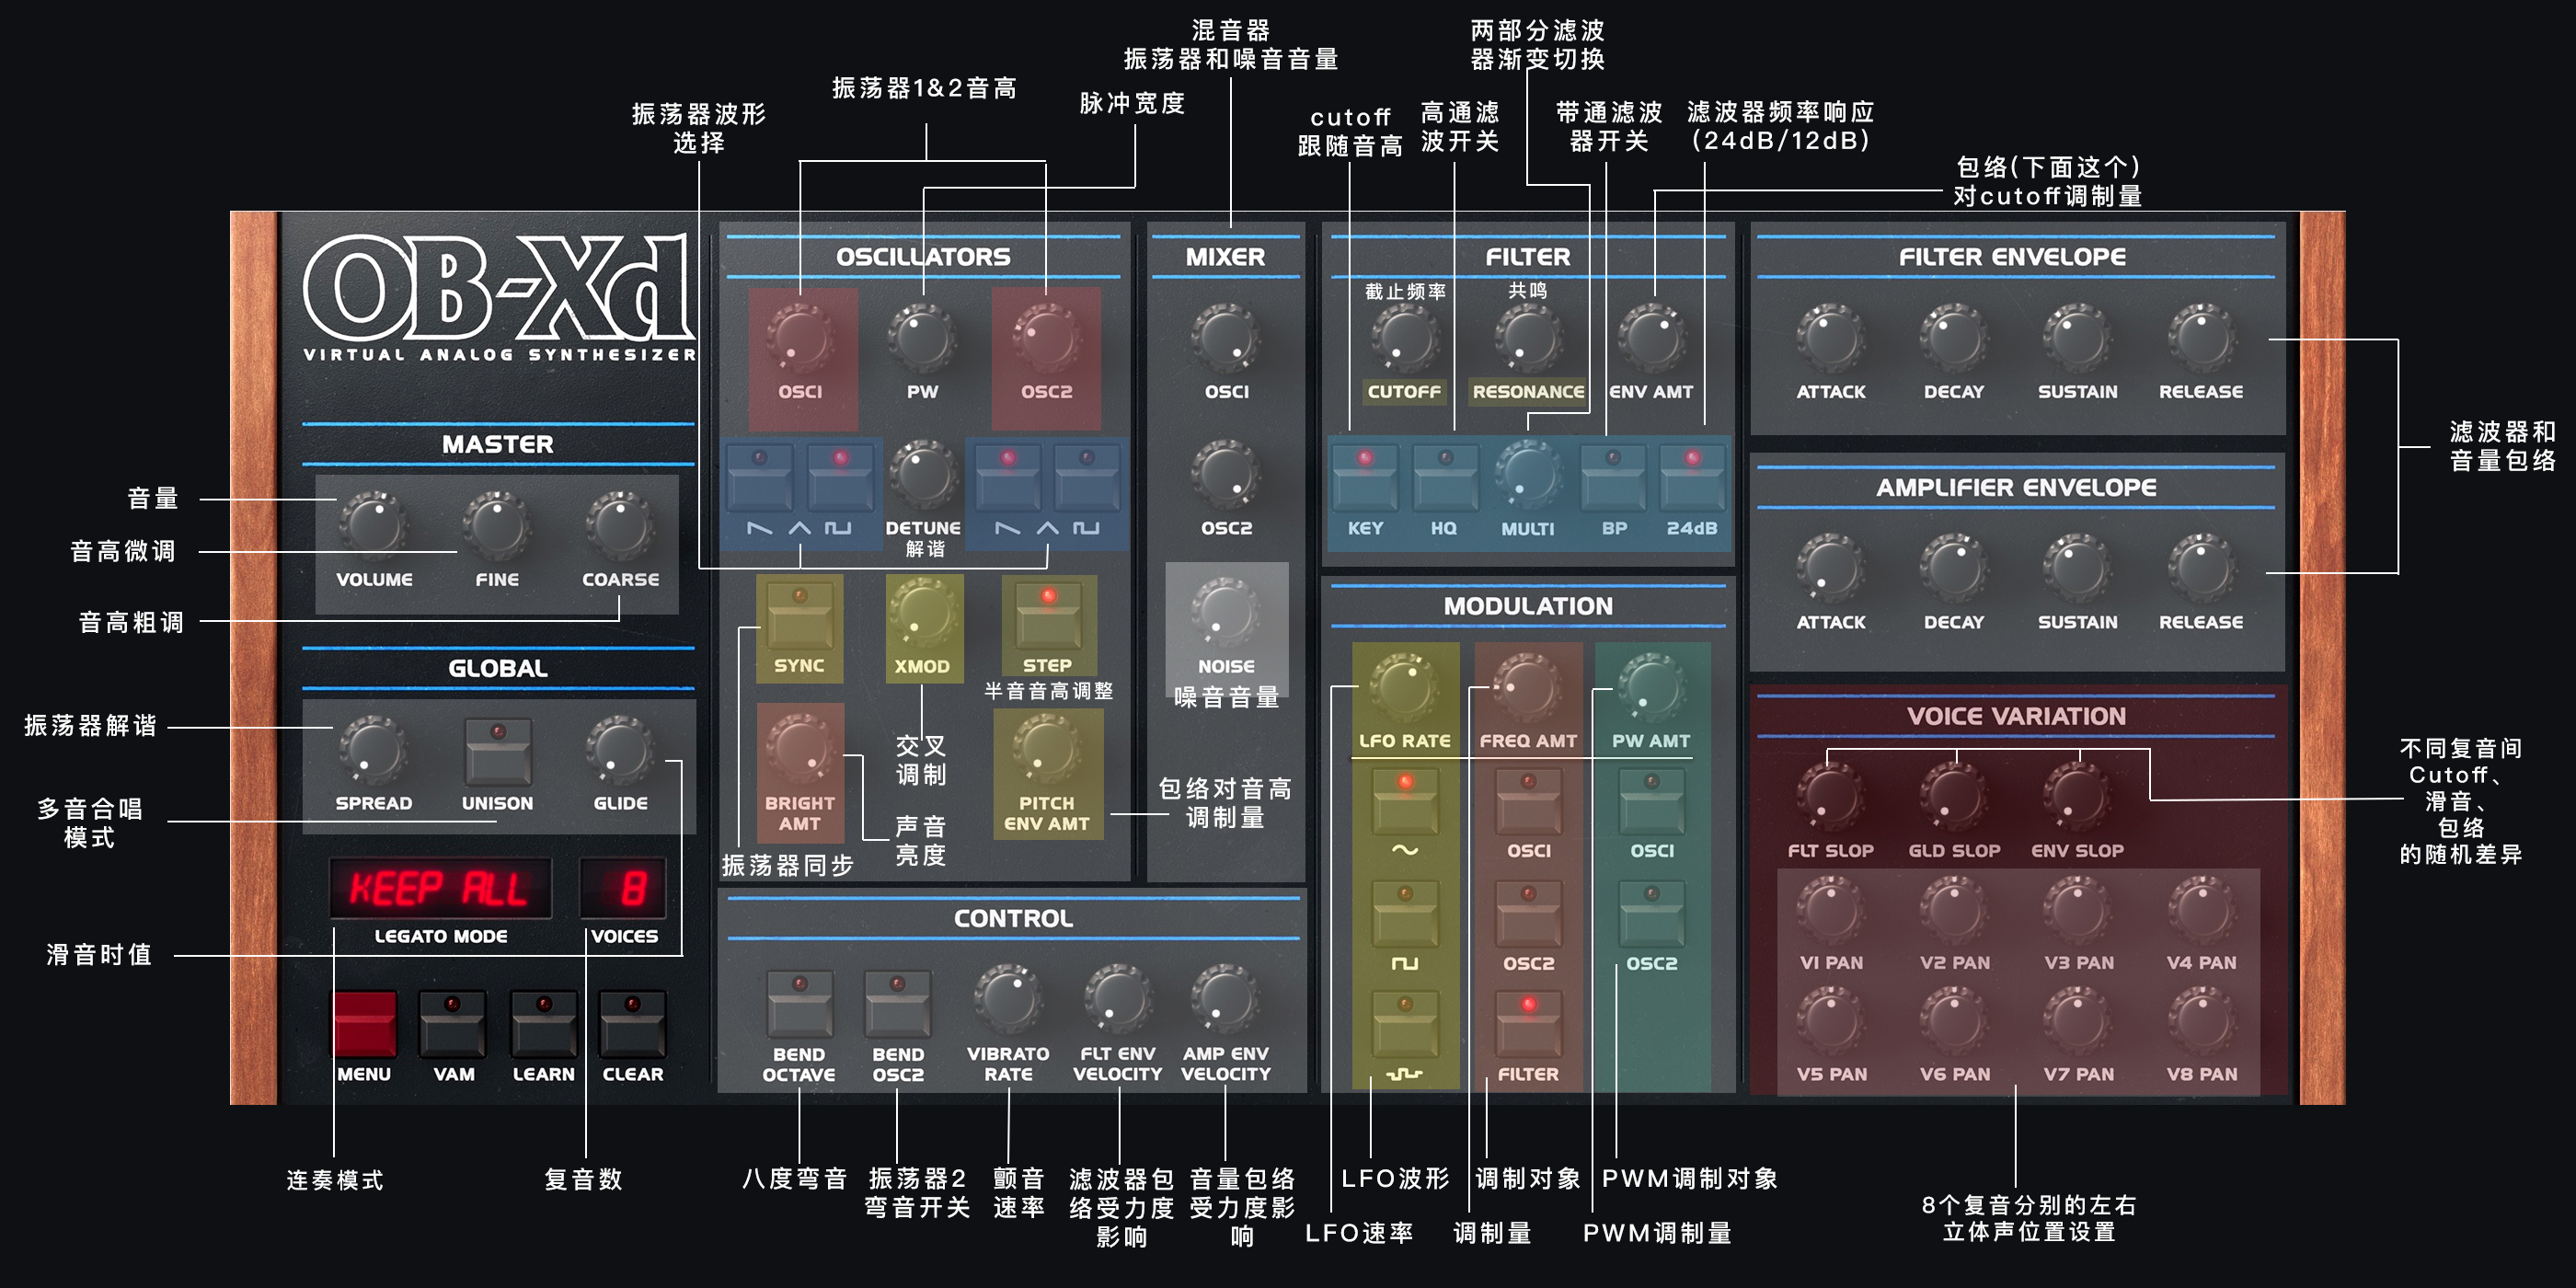 混音器
振荡器和噪音音量
两部分滤波
器渐变切换
振荡器1&2音高
脉冲宽度
振荡器波形
选择
cutoff
跟随音高
高通滤
波开关
带通滤波
器开关
滤波器频率响应
(24dB/12dB)
包络(下面这个)
对cutoff调制量
OB-Xd
VIRTUAL ANALOG SYNTHESIZER
MASTER
音量
音高微调
音高粗调
VOLUME
FINE
COARSE
GLOBAL
振荡器解谐
多音合唱
模式
滑音时值
SPREAD
UNISON
GLIDE
KEEP ALL
8
LEGATO MODE
VOICES
MENU
VAM
LEARN
CLEAR
连奏模式
复音数
OSCILLATORS
OSC1
PW
OSC2
DETUNE
解谐
SYNC
XMOD
STEP
半音音高调整
BRIGHT
AMT
交叉
调制
声音
亮度
PITCH
ENV AMT
振荡器同步
包络对音高
调制量
MIXER
OSC1
OSC2
NOISE
噪音音量
CONTROL
BEND
OCTAVE
BEND
OSC2
VIBRATO
RATE
FLT ENV
VELOCITY
AMP ENV
VELOCITY
八度弯音
振荡器2
弯音开关
颤音
速率
滤波器包
络受力度
影响
音量包络
受力度影
响
FILTER
截止频率
共鸣
CUTOFF
RESONANCE
ENV AMT
KEY
HQ
MULTI
BP
24dB
MODULATION
LFO RATE
FREQ AMT
PW AMT
OSC1
OSC1
OSC2
OSC2
FILTER
LFO波形
调制对象
PWM调制对象
LFO速率
调制量
PWM调制量
FILTER ENVELOPE
ATTACK
DECAY
SUSTAIN
RELEASE
AMPLIFIER ENVELOPE
ATTACK
DECAY
SUSTAIN
RELEASE
滤波器和
音量包络
VOICE VARIATION
FLT SLOP
GLD SLOP
ENV SLOP
V1 PAN
V2 PAN
V3 PAN
V4 PAN
V5 PAN
V6 PAN
V7 PAN
V8 PAN
不同复音间
Cutoff、
滑音、
包络
的随机差异
8个复音分别的左右
立体声位置设置